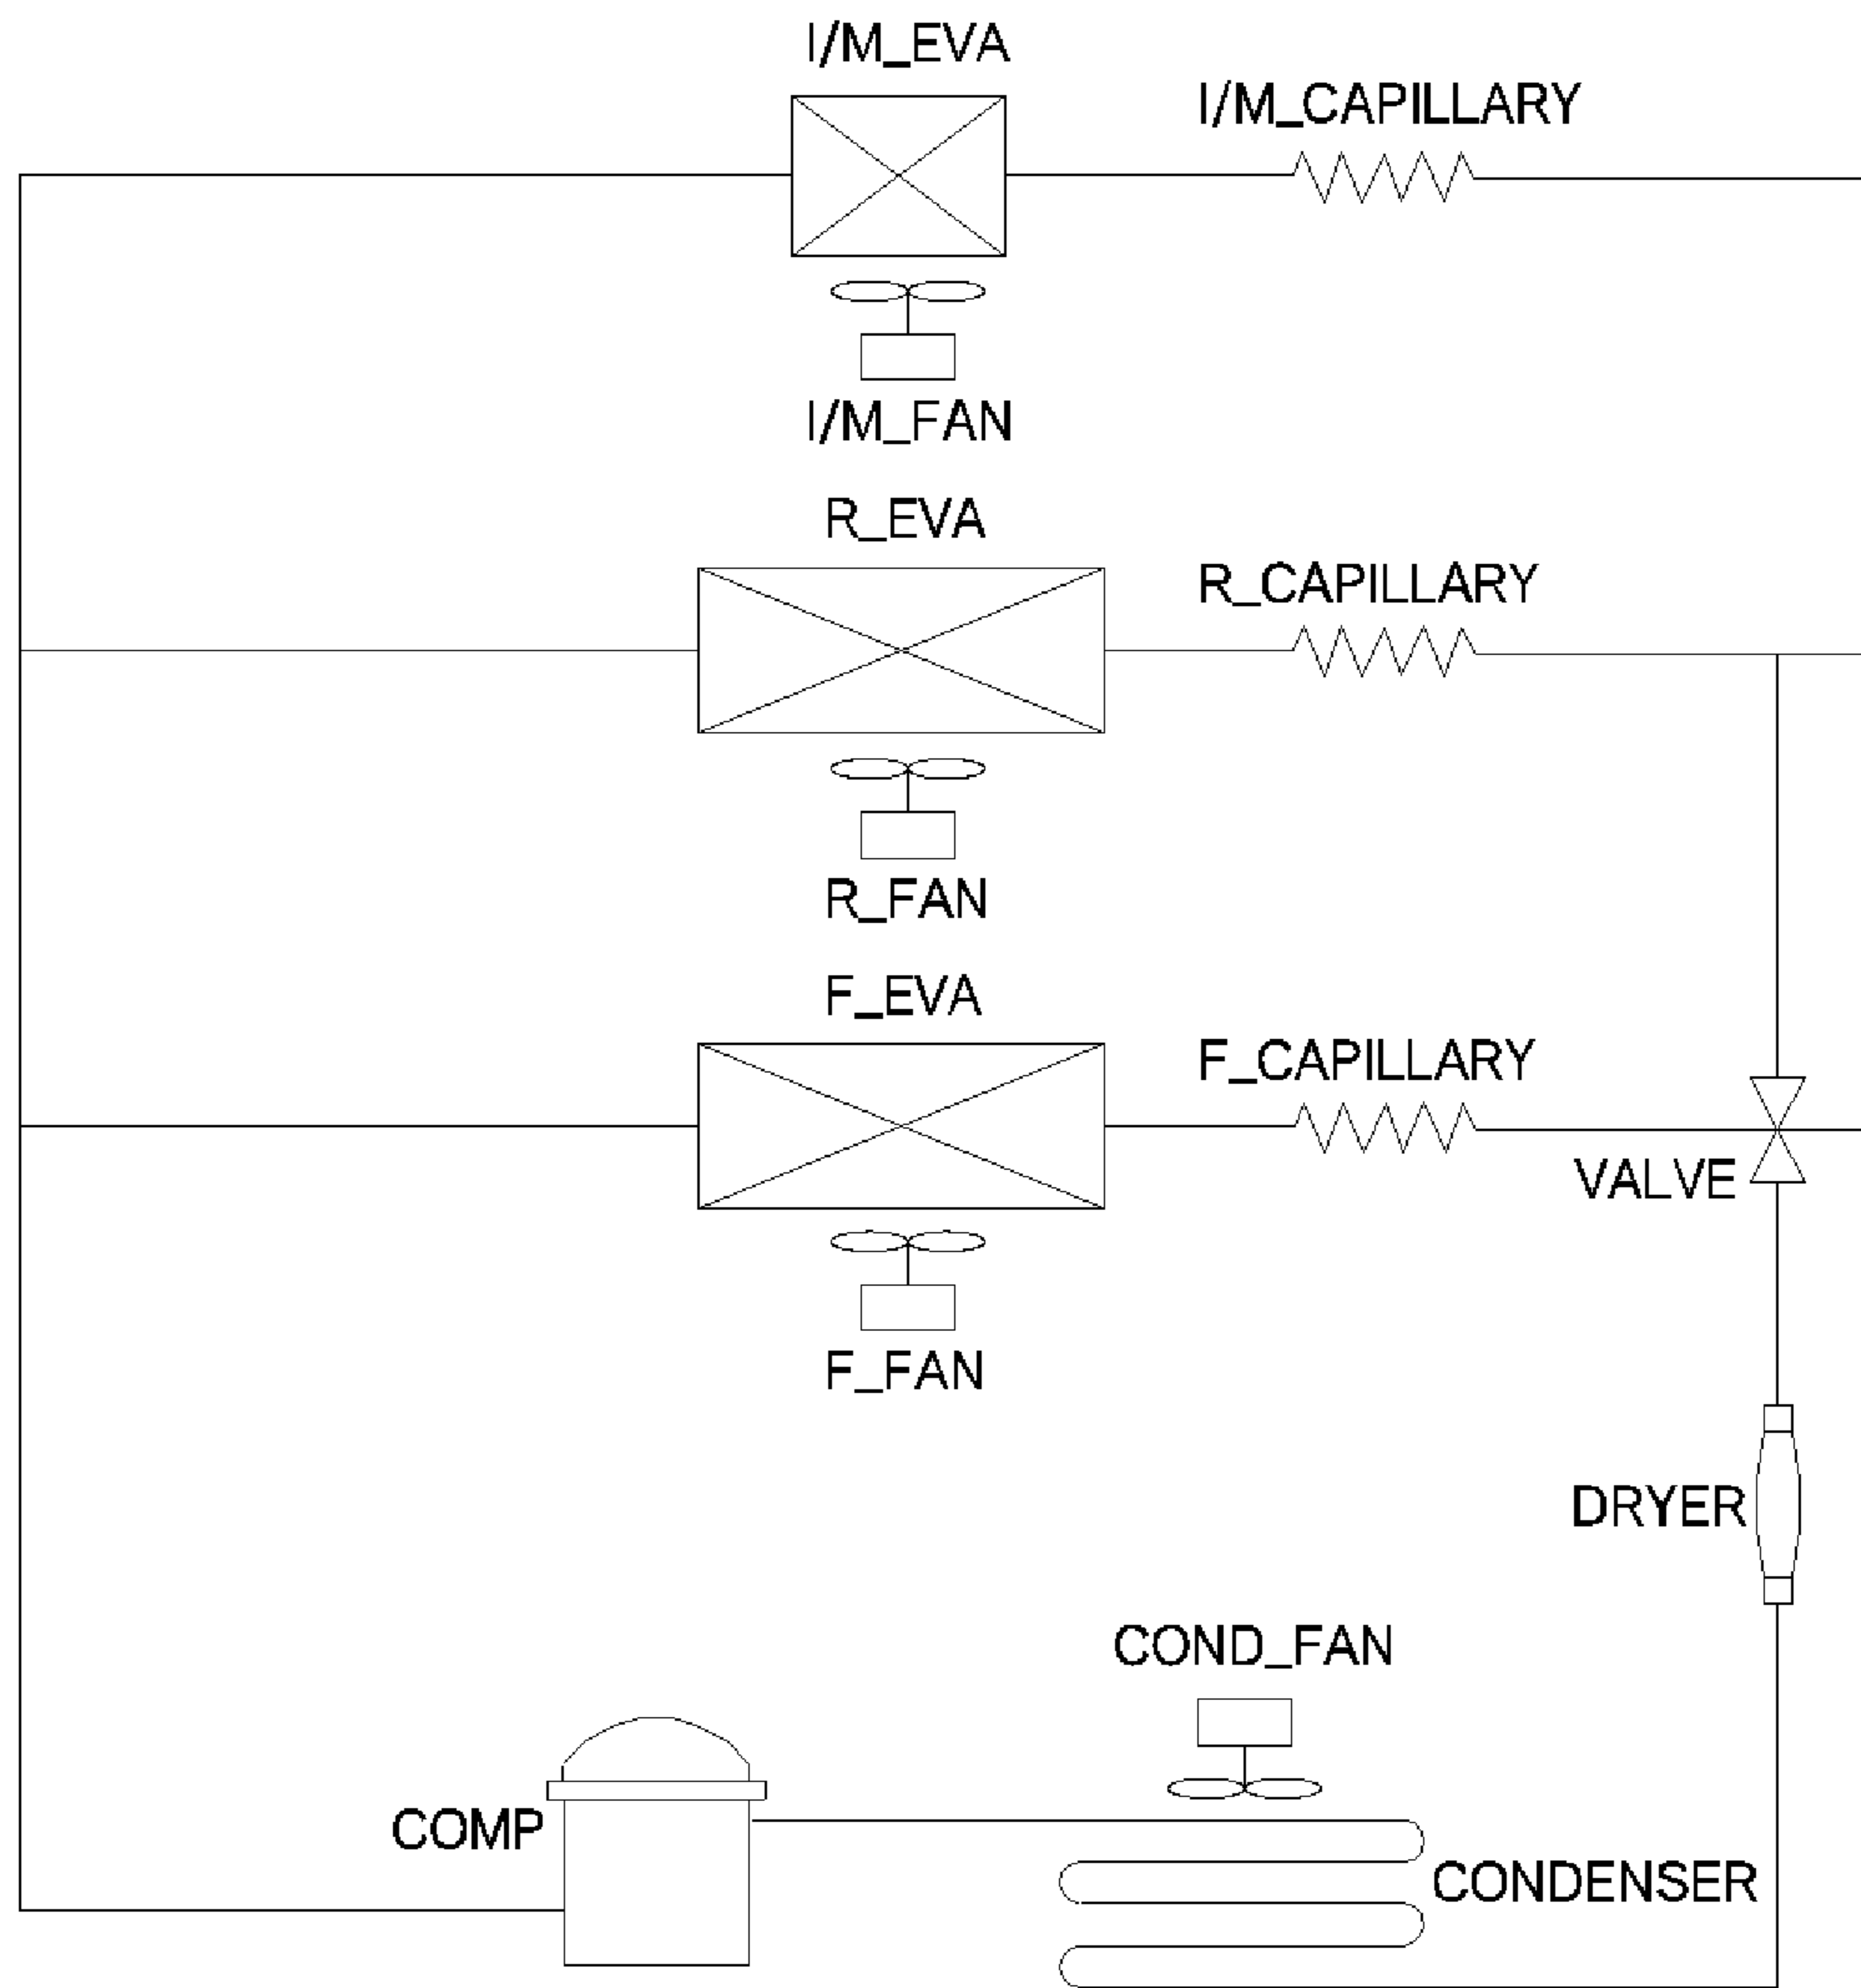 I/M_EVA
I/M_CAPILLARY
I/M_FAN
R_EVA
R_CAPILLARY
R_FAN
F_EVA
F_CAPILLARY
VALVE
F_FAN
DRYER
COND_FAN
COMP
CONDENSER